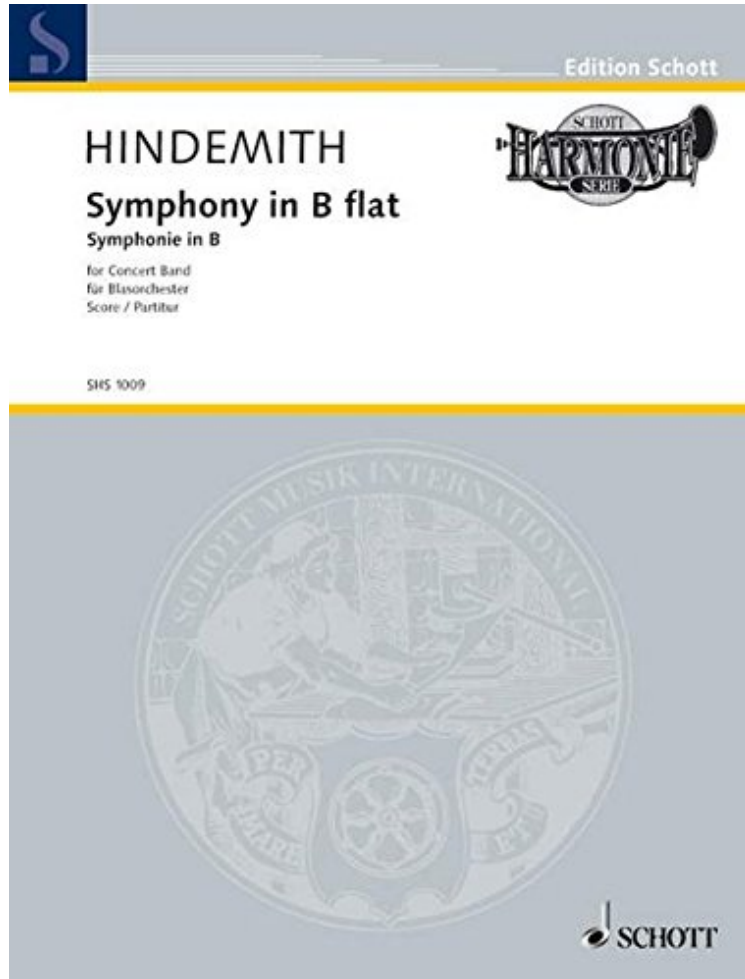 Edition Schott
SCHOTT
HARMONIE
SERIE
HINDEMITH
Symphony in B flat
Symphonie in B
for Concert Band
für Blasorchester
Score / Partitur
SHS 1009
SCHOTT MUSIK INTERNATIONAL
PER
MARE
TERRAS
ET
SCHOTT